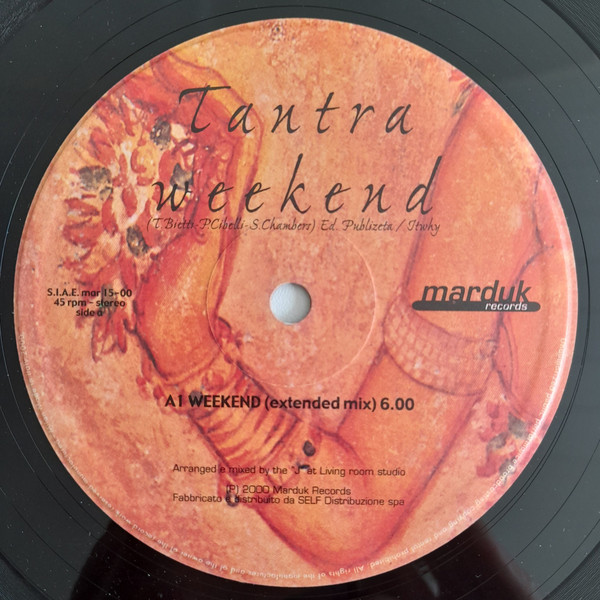 Tantra
weekend
(T.Bietti-P.Cibelli-S.Chambers) Ed. Publizeta / Itwhy
S.I.A.E. mar 15-00
45 rpm - stereo
side a
marduk
records
A1 WEEKEND (extended mix) 6.00
Arranged e mixed by the "J" at Living room studio
(P) 2000 Marduk Records
Fabbricato e distribuito da SELF Distribuzione spa